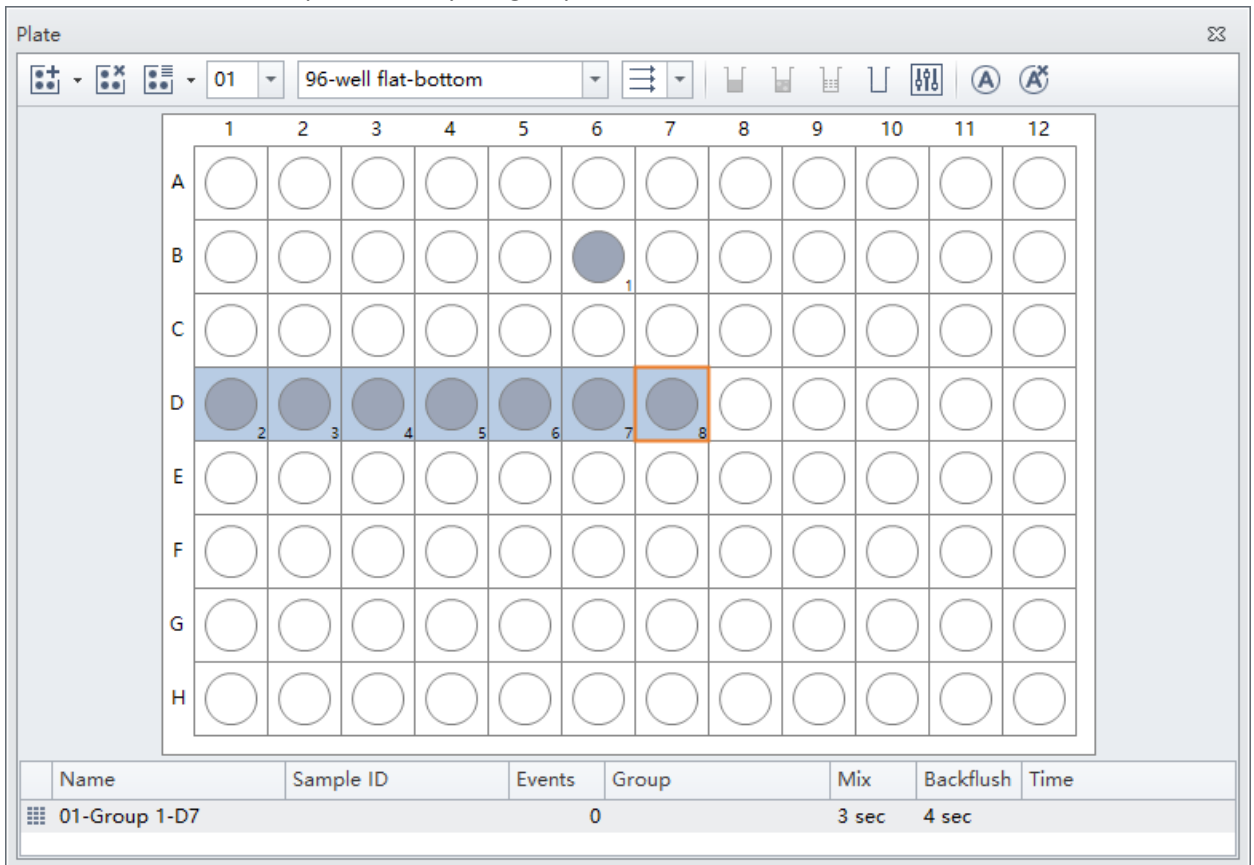 Plate
01 96-well flat-bottom A A
1 2 3 4 5 6 7 8 9 10 11 12
A
B
1
C
D
2 3 4 5 6 7 8
E
F
G
H
Name Sample ID Events Group Mix Backflush Time
01-Group 1-D7 0 3 sec 4 sec